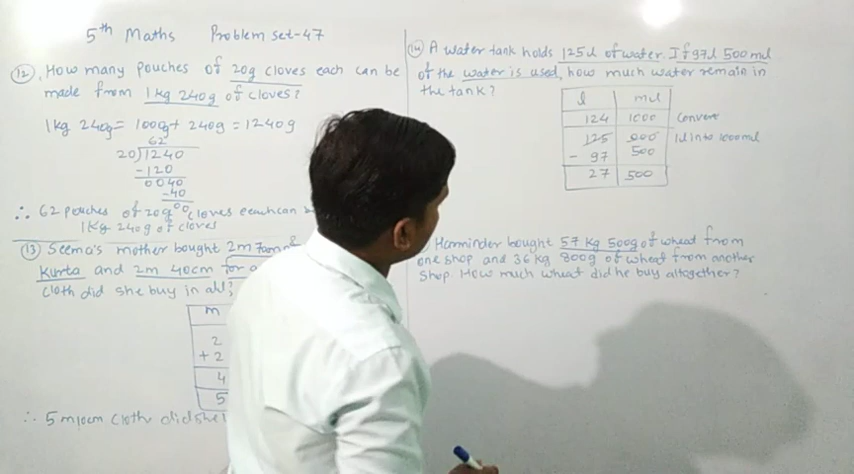 5th Maths Problem set-47
(12) How many pouches of 20g cloves each can be
made from 1kg 240g of cloves?
1kg 240g = 1000g + 240g = 1240g
62
20)1240
-120
0040
-40
00
∴ 62 pouches of 20g cloves each can
1kg 240g of cloves
(13) Seema's mother bought 2m 70cm of
Kurta and 2m 40cm for
cloth did she buy in all?
m
2
+ 2
4
5
∴ 5m 10cm cloth did she
(14) A water tank holds 125l of water. If 97l 500ml
of the water is used, how much water remain in
the tank?
l ml
124 1000 Convert
125 000 1l into 1000ml
- 97 500
27 500
Harminder bought 57 kg 500g of wheat from
one shop and 36 kg 800g of wheat from another
shop. How much wheat did he buy altogether?